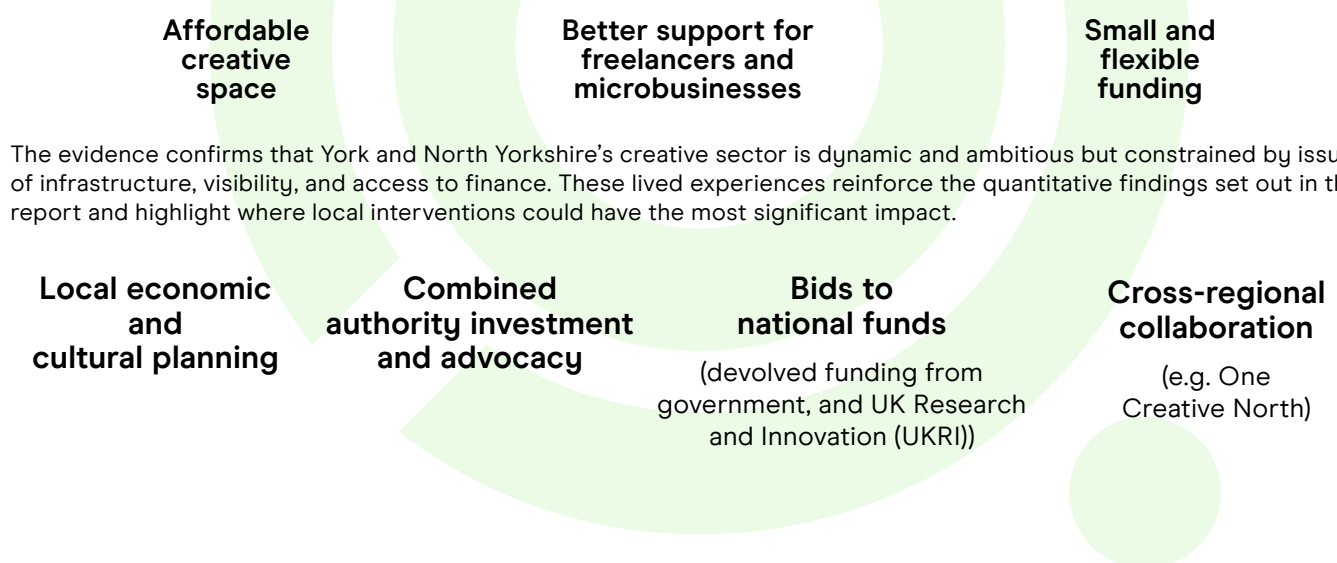 Affordable
creative
space
Better support for
freelancers and
microbusinesses
Small and
flexible
funding
The evidence confirms that York and North Yorkshire's creative sector is dynamic and ambitious but constrained by
of infrastructure, visibility, and access to finance. These lived experiences reinforce the quantitative findings set out in
report and highlight where local interventions could have the most significant impact.
Local economic
and
cultural planning
Combined
authority investment
and advocacy
Bids to
national funds
(devolved funding from
government, and UK Research
and Innovation (UKRI))
Cross-regional
collaboration
(e.g. One
Creative North)